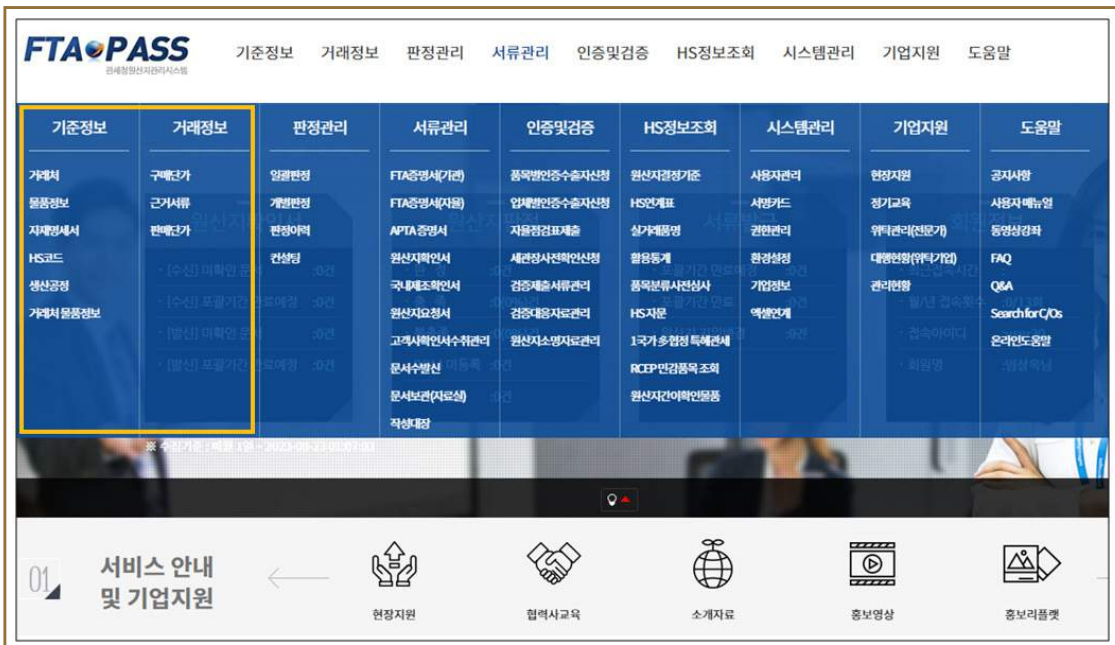 FTA PASS
관세청원산지관리시스템
기준정보 거래정보 판정관리 서류관리 인증및검증 HS정보조회 시스템관리 기업지원 도움말
기준정보 거래정보 판정관리 서류관리 인증및검증 HS정보조회 시스템관리 기업지원 도움말
거래처 구매단가 일괄판정 FTA증명서(기관) 품목별인증수출자신청 원산지결정기준 사용자관리 현장지원 공지사항
물품정보 근거서류 개별판정 FTA증명서(자율) 업체별인증수출자신청 HS연계표 서명카드 정기교육 사용자 메뉴얼
자재명세서 판매단가 판정이력 APTA 증명서 자율점검표제출 실거래품명 권한관리 위탁관리(전문가) 동영상강좌
HS코드 컨설팅 원산지확인서 세관장사전확인신청 활용통계 환경설정 대행현황(위탁기업) FAQ
생산공정 국내제조확인서 검증제출서류관리 품목분류사전심사 기업정보 관리현황 Q&A
거래처 물품정보 원산지요청서 검증대응자료관리 HS자문 엑셀연계 Search for C/Os
고객사확인서수취관리 원산지소명자료관리 1국가 多협정 특혜관세 온라인도움말
문서수발신 RCEP 민감품목 조회
문서보관(자료실) 원산지간이확인물품
작성대장
01
서비스 안내
및 기업지원
현장지원 협력사교육 소개자료 홍보영상 홍보리플랫